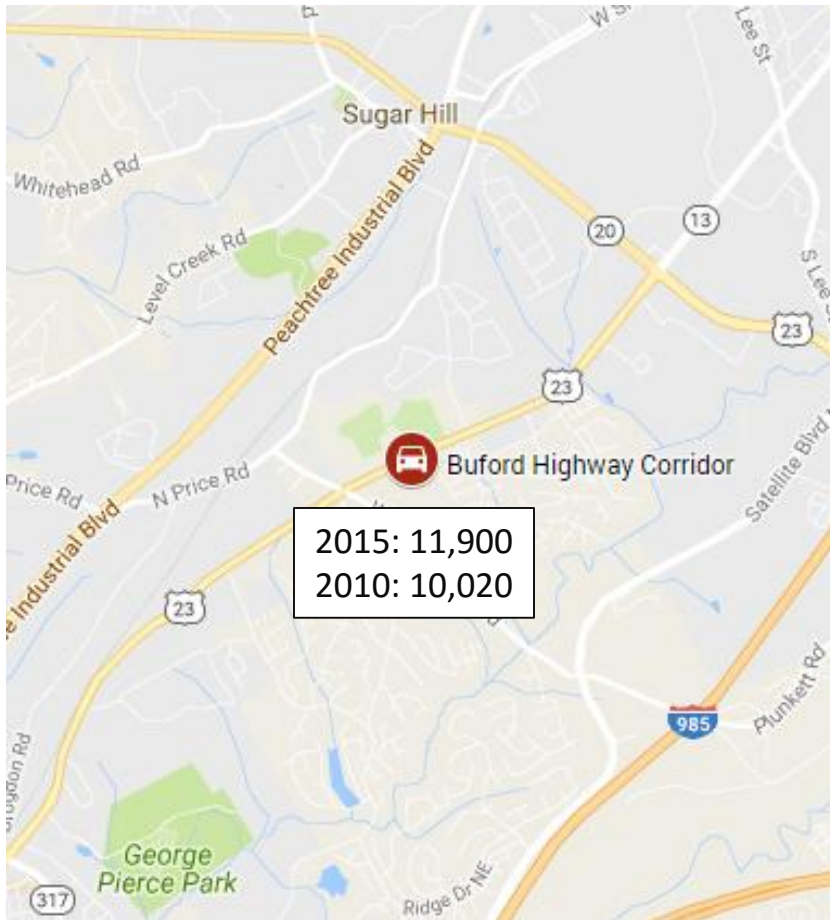 W S
Lee St
Sugar Hill
Whitehead Rd
Peachtree Industrial Blvd
20
13
Level Creek Rd
S Lee S
23
23
Buford Highway Corridor
Satellite Blvd
Price Rd
N Price Rd
2015: 11,900
2010: 10,020
e Industrial Blvd
23
985
Plunkett Rd
ogdon Rd
George
Pierce Park
317
Ridge Dr NE